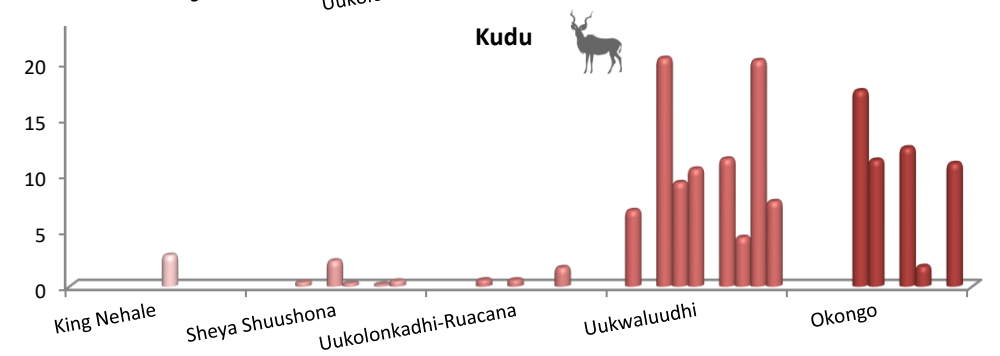 Kudu
20
15
10
5
0
King Nehale
Sheya Shuushona
Uukolonkadhi-Ruacana
Uukwaluudhi
Okongo